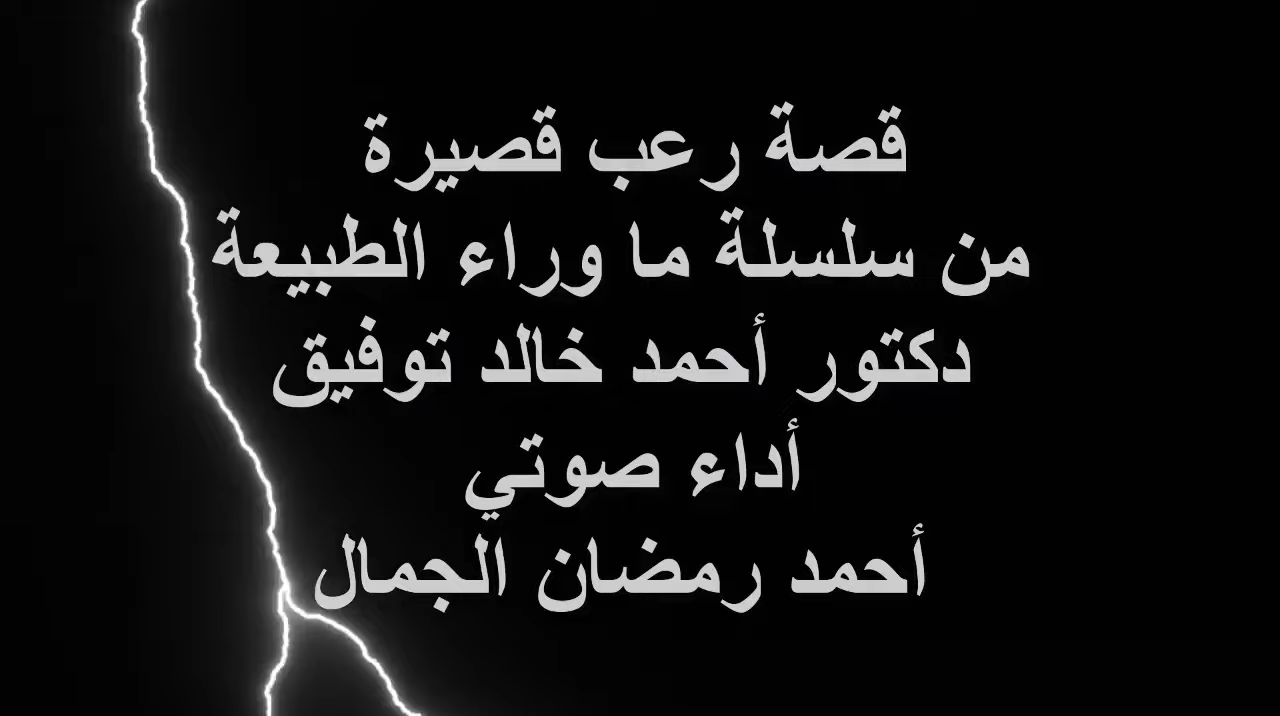 قصة رعب قصيرة
من سلسلة ما وراء الطبيعة
دكتور أحمد خالد توفيق
أداء صوتي
أحمد رمضان الجمال